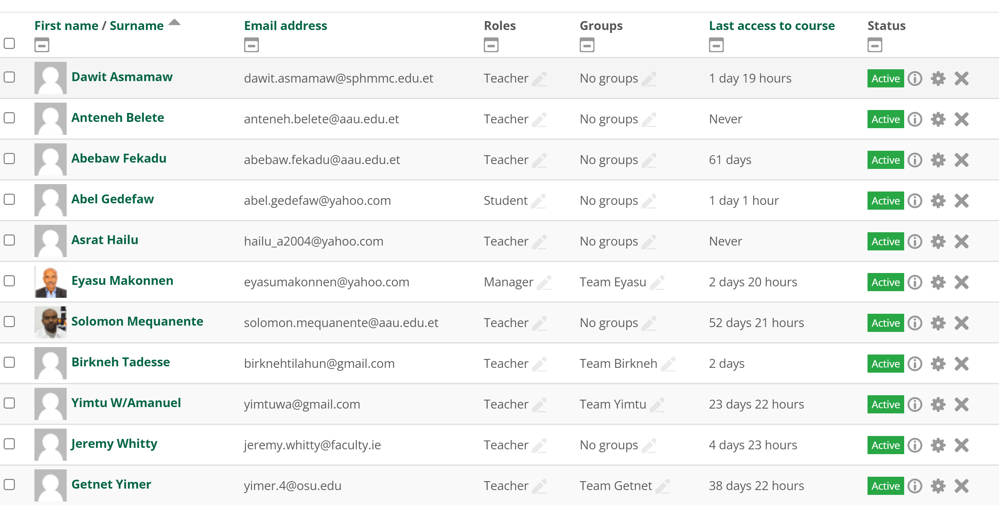 First name / Surname Email address Roles Groups Last access to course Status
Dawit Asmamaw dawit.asmamaw@sphmmc.edu.et Teacher No groups 1 day 19 hours Active
Anteneh Belete anteneh.belete@aau.edu.et Teacher No groups Never Active
Abebaw Fekadu abebaw.fekadu@aau.edu.et Teacher No groups 61 days Active
Abel Gedefaw abel.gedefaw@yahoo.com Student No groups 1 day 1 hour Active
Asrat Hailu hailu_a2004@yahoo.com Teacher No groups Never Active
Eyasu Makonnen eyasumakonnen@yahoo.com Manager Team Eyasu 2 days 20 hours Active
Solomon Mequanente solomon.mequanente@aau.edu.et Teacher No groups 52 days 21 hours Active
Birkneh Tadesse birknehtilahun@gmail.com Teacher Team Birkneh 2 days Active
Yimtu W/Amanuel yimtuwa@gmail.com Teacher Team Yimtu 23 days 22 hours Active
Jeremy Whitty jeremy.whitty@faculty.ie Teacher No groups 4 days 23 hours Active
Getnet Yimer yimer.4@osu.edu Teacher Team Getnet 38 days 22 hours Active